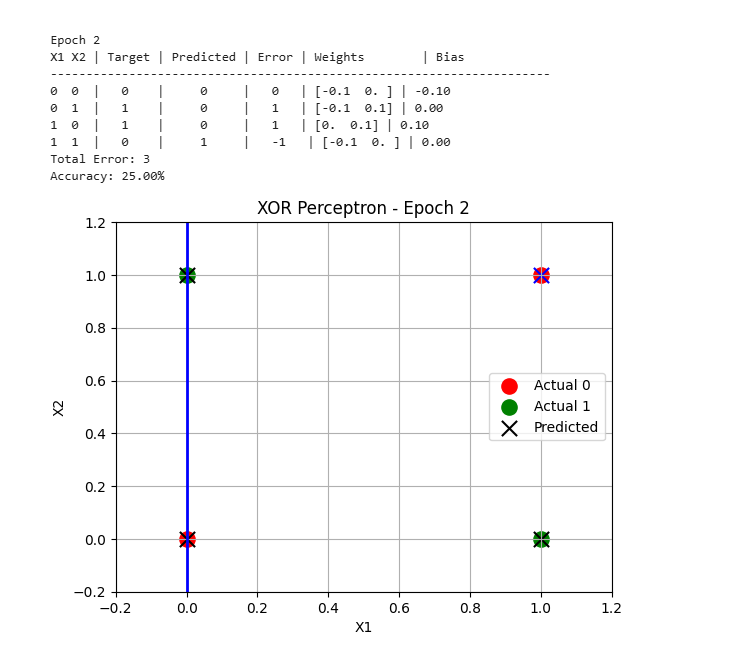 Epoch 2
X1 X2 | Target | Predicted | Error | Weights | Bias
----------------------------------------------------------------------
0 0 | 0 | 0 | 0 | [-0.1 0. ] | -0.10
0 1 | 1 | 0 | 1 | [-0.1 0.1] | 0.00
1 0 | 1 | 0 | 1 | [0. 0.1] | 0.10
1 1 | 0 | 1 | -1 | [-0.1 0. ] | 0.00
Total Error: 3
Accuracy: 25.00%
XOR Perceptron - Epoch 2
1.2
1.0
0.8
0.6
0.4
0.2
0.0
−0.2
X2
Actual 0
Actual 1
Predicted
−0.2 0.0 0.2 0.4 0.6 0.8 1.0 1.2
X1